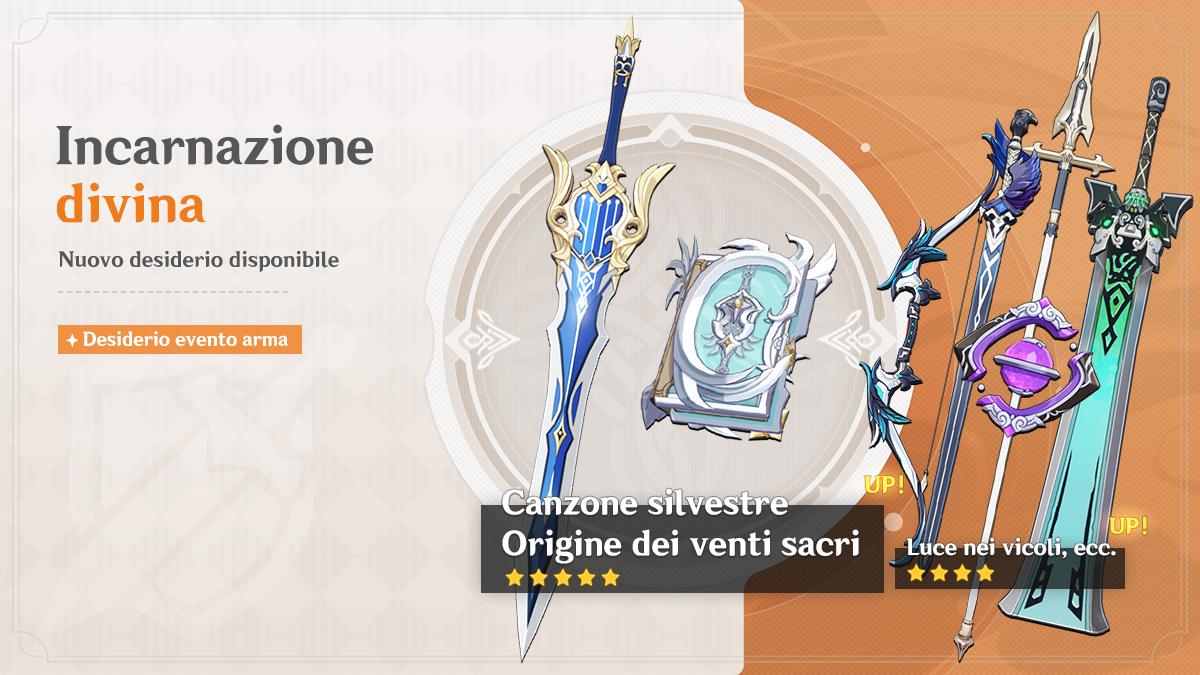 Incarnazione
divina
Nuovo desiderio disponibile
Desiderio evento arma
Canzone silvestre
Origine dei venti sacri
UP!
Luce nei vicoli, ecc.
UP!